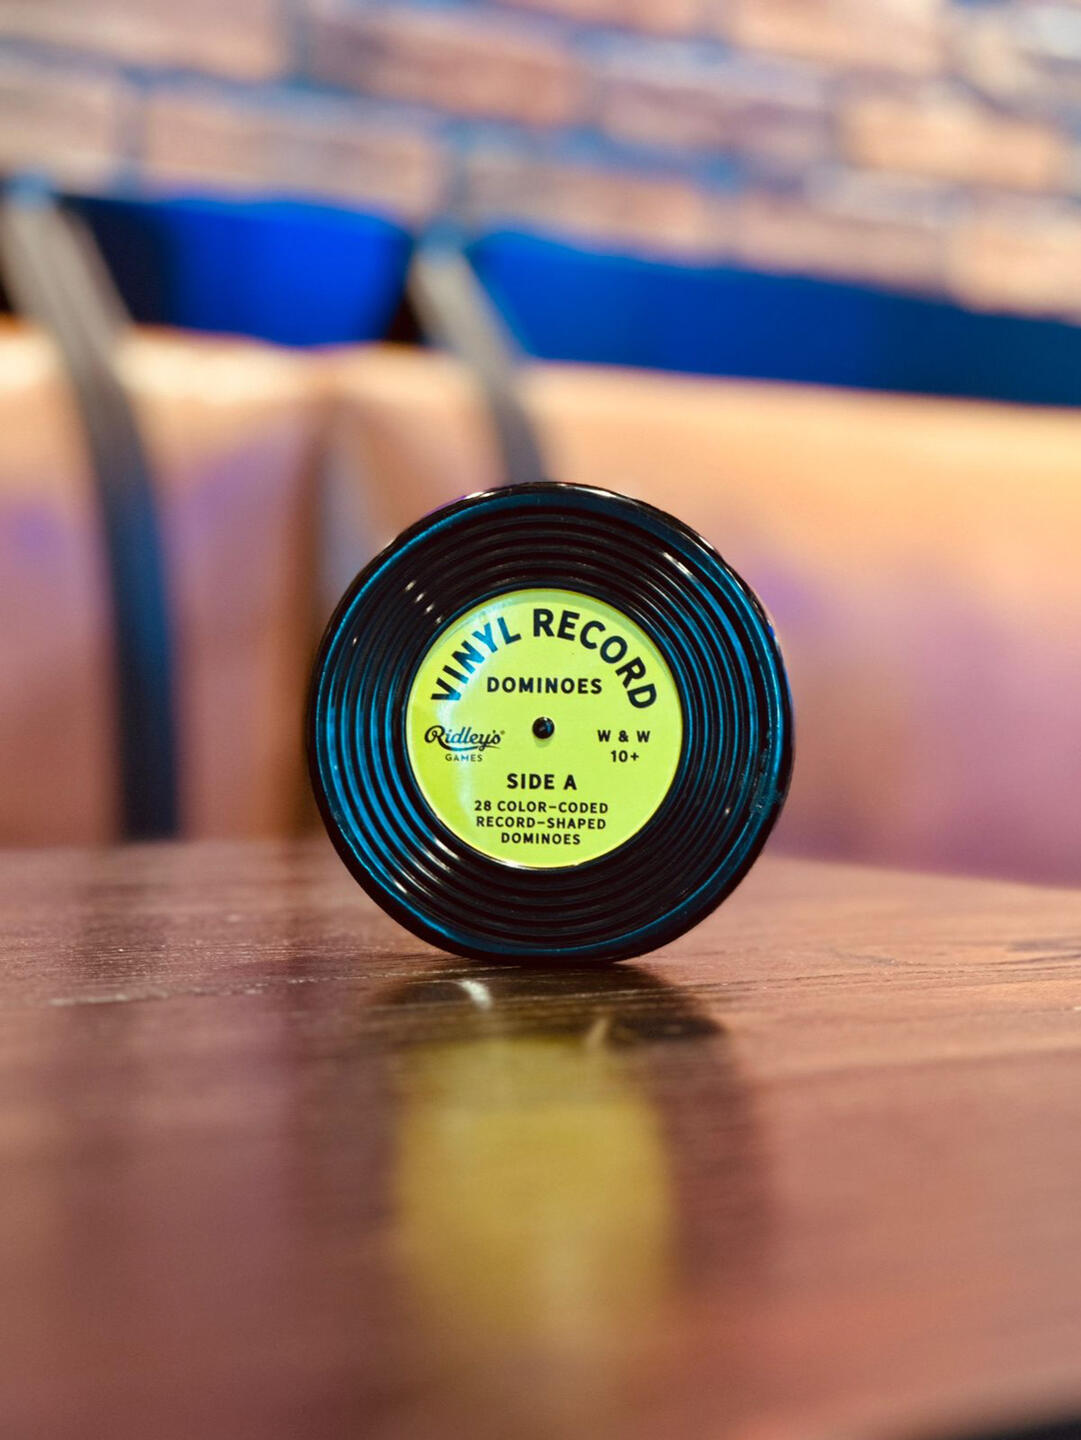 VINYL RECORD
DOMINOES
Ridley's®
GAMES
W & W
10+
SIDE A
28 COLOR-CODED
RECORD-SHAPED
DOMINOES